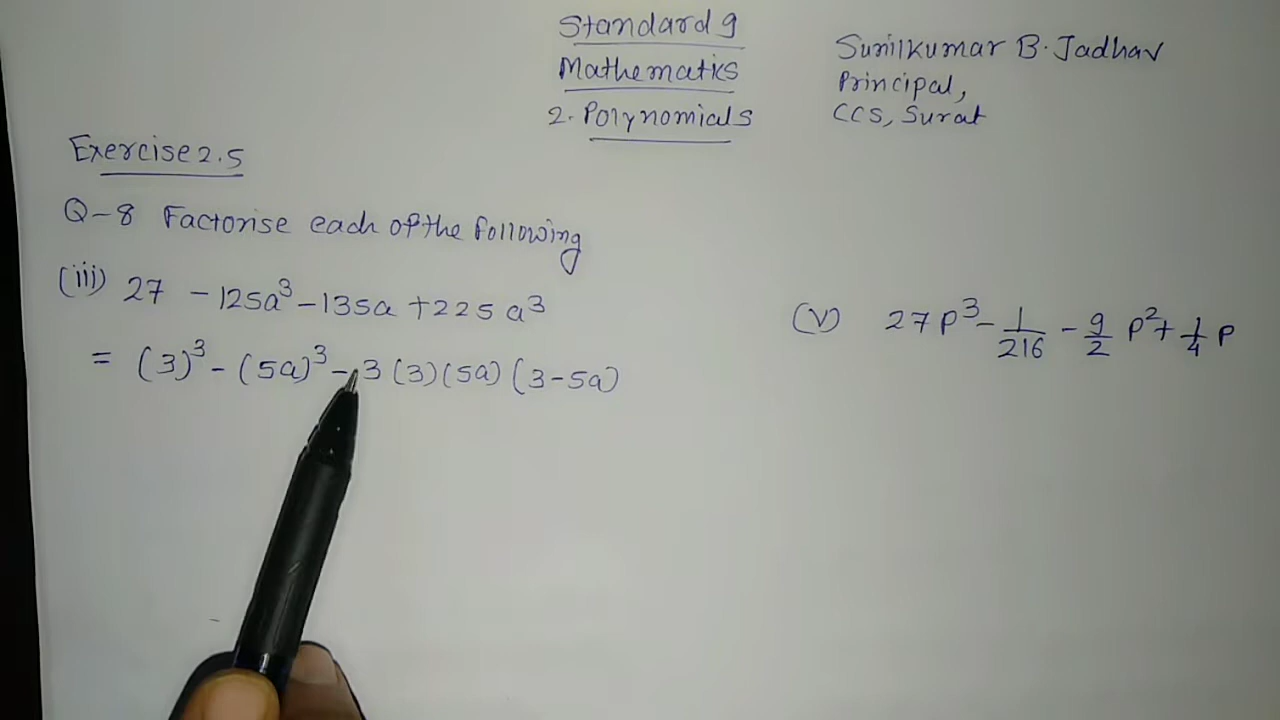 Standard 9
Mathematics
2. Polynomials
Sunilkumar B. Jadhav
Principal,
CCS, Surat
Exercise 2.5
Q-8 Factorise each of the following
(iii) 27 - 125a³ - 135a + 225a³
= (3)³ - (5a)³ - 3(3)(5a)(3-5a)
(v) 27p³ - 1/216 - 9/2 p² + 1/4 p